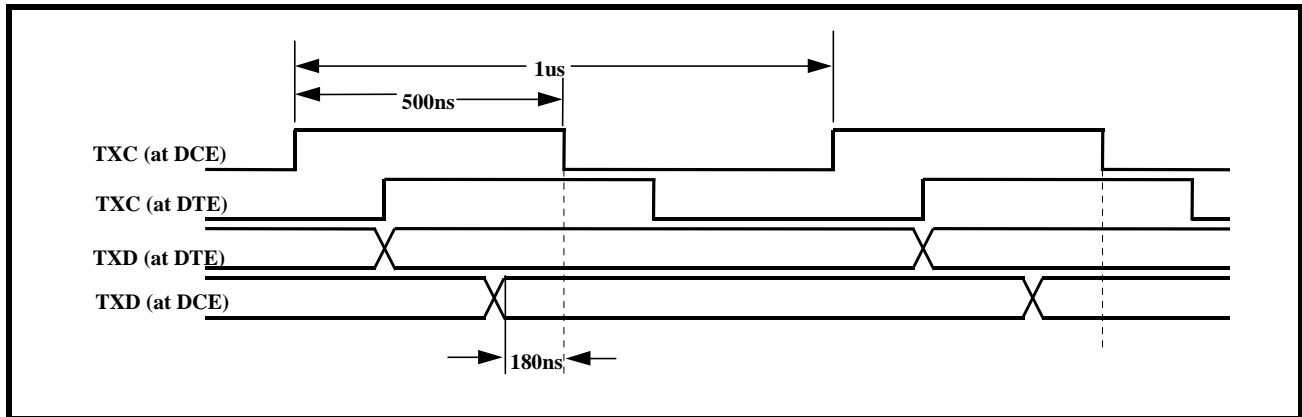 1us
500ns
TXC (at DCE)
TXC (at DTE)
TXD (at DTE)
TXD (at DCE)
180ns